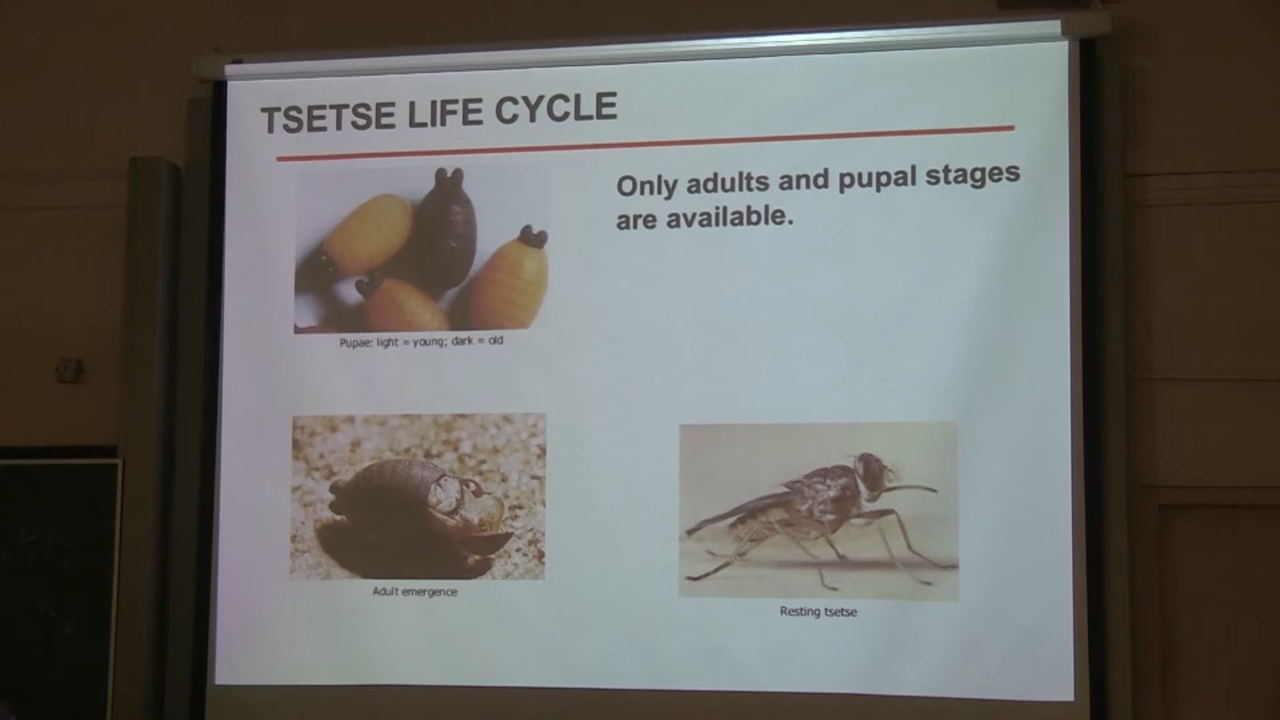 TSETSE LIFE CYCLE
Only adults and pupal stages
are available.
Pupae: light = young; dark = old
Adult emergence
Resting tsetse